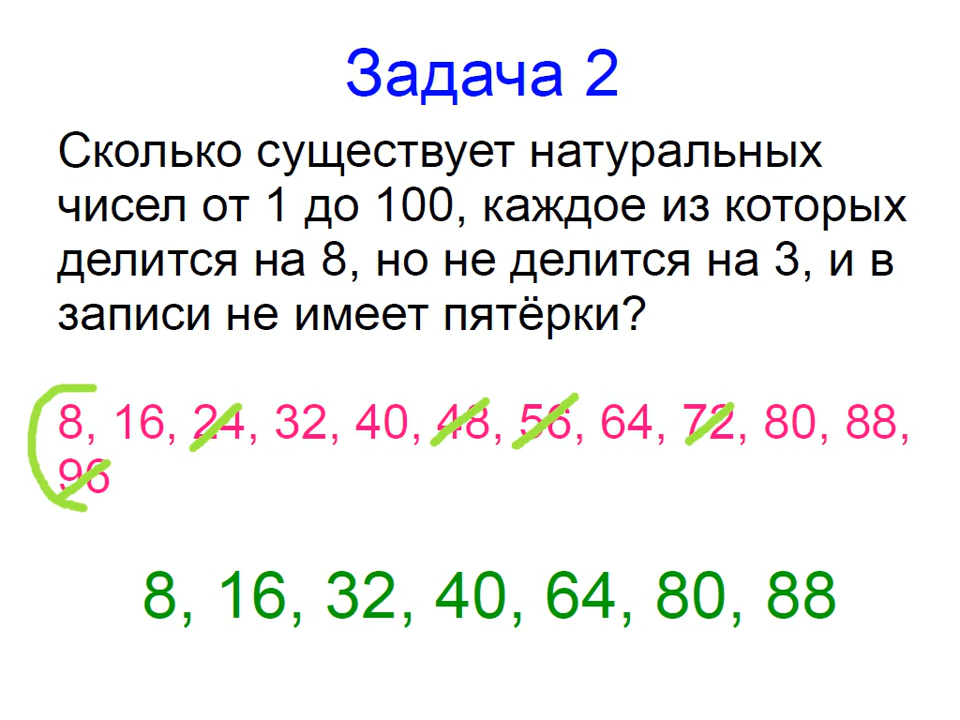 Задача 2
Сколько существует натуральных
чисел от 1 до 100, каждое из которых
делится на 8, но не делится на 3, и в
записи не имеет пятёрки?
8, 16, 24, 32, 40, 48, 56, 64, 72, 80, 88,
96
8, 16, 32, 40, 64, 80, 88